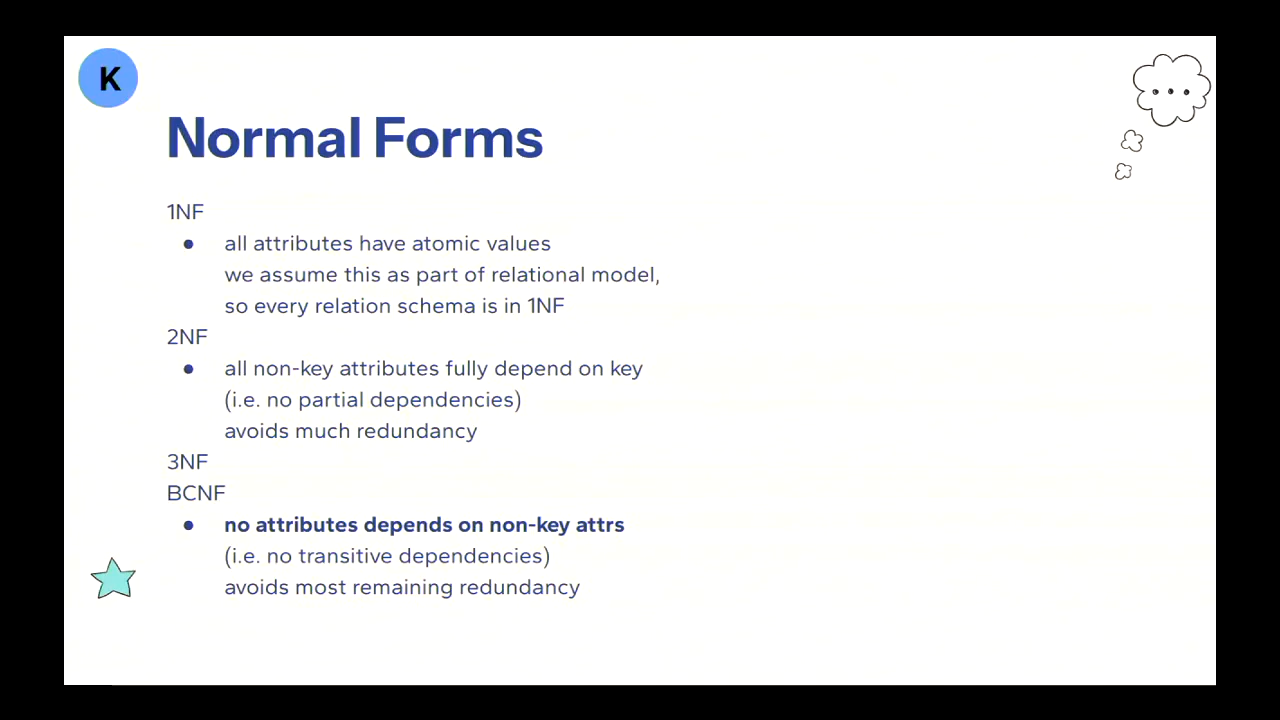 K
Normal Forms
1NF
● all attributes have atomic values
we assume this as part of relational model,
so every relation schema is in 1NF
2NF
● all non-key attributes fully depend on key
(i.e. no partial dependencies)
avoids much redundancy
3NF
BCNF
● no attributes depends on non-key attrs
(i.e. no transitive dependencies)
avoids most remaining redundancy